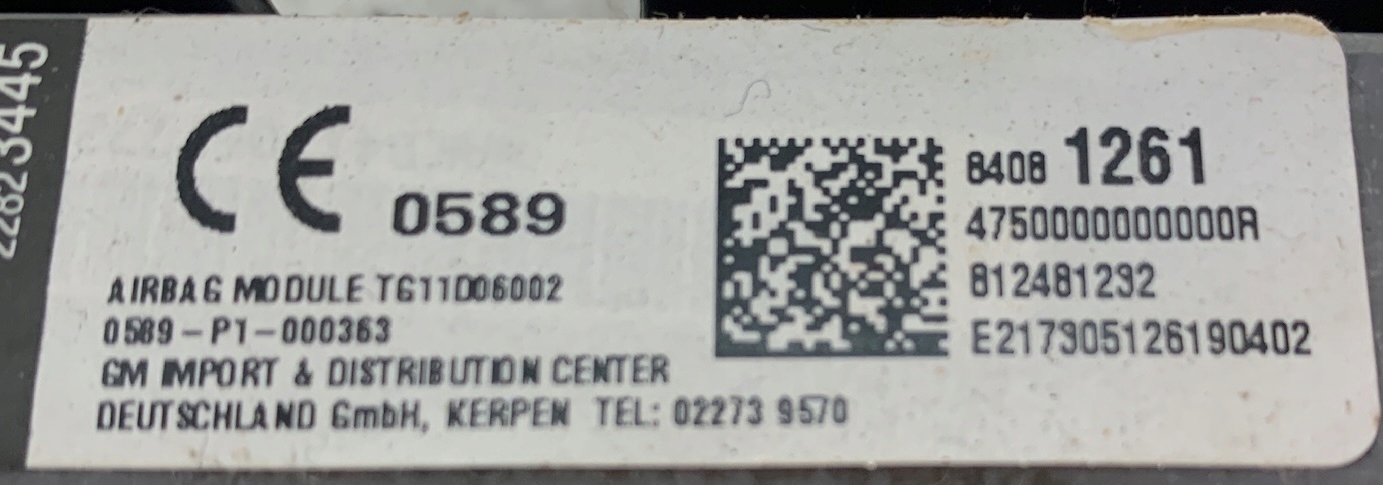 22823445
CE 0589
AIRBAG MODULE TG11D06002
0589-P1-000363
GM IMPORT & DISTRIBUTION CENTER
DEUTSCHLAND GmbH, KERPEN TEL: 02273 9570
8408 1261
4750000000000R
812481232
E217305126190402